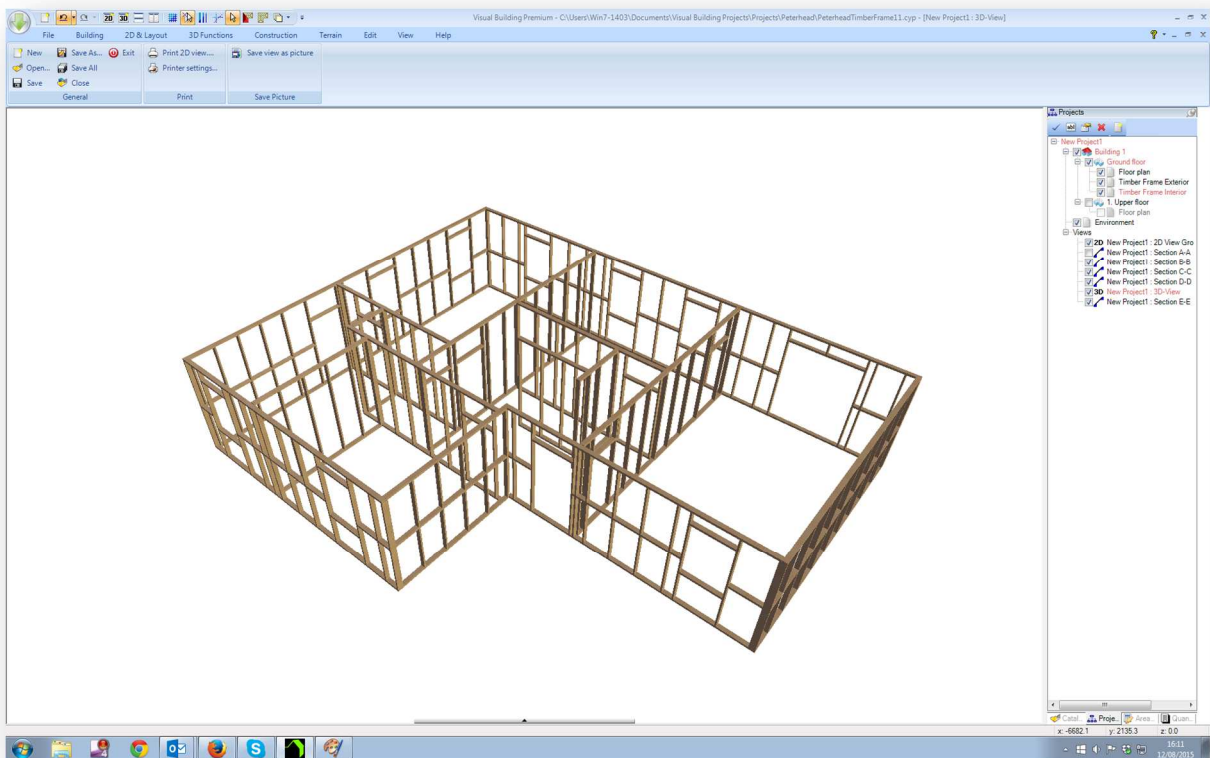 Visual Building Premium - C:\Users\Win7-1403\Documents\Visual Building Projects\Projects\Peterhead\PeterheadTimberFrame11.cyp - [New Project1 : 3D-View]
File Building 2D & Layout 3D Functions Construction Terrain Edit View Help
2D 3D
New Save As... Exit Print 2D view... Save view as picture
Open... Save All Printer settings...
Save Close
General Print Save Picture
Projects
abl
New Project1
Building 1
Ground floor
Floor plan
Timber Frame Exterior
Timber Frame Interior
1. Upper floor
Floor plan
Environment
Views
2D New Project1 : 2D View Gro
New Project1 : Section A-A
New Project1 : Section B-B
New Project1 : Section C-C
New Project1 : Section D-D
3D New Project1 : 3D-View
New Project1 : Section E-E
Catal. Proje.. Area.. Quan..
x: -6682.1 y: 2135.3 z: 0.0
16:11
12/08/2015